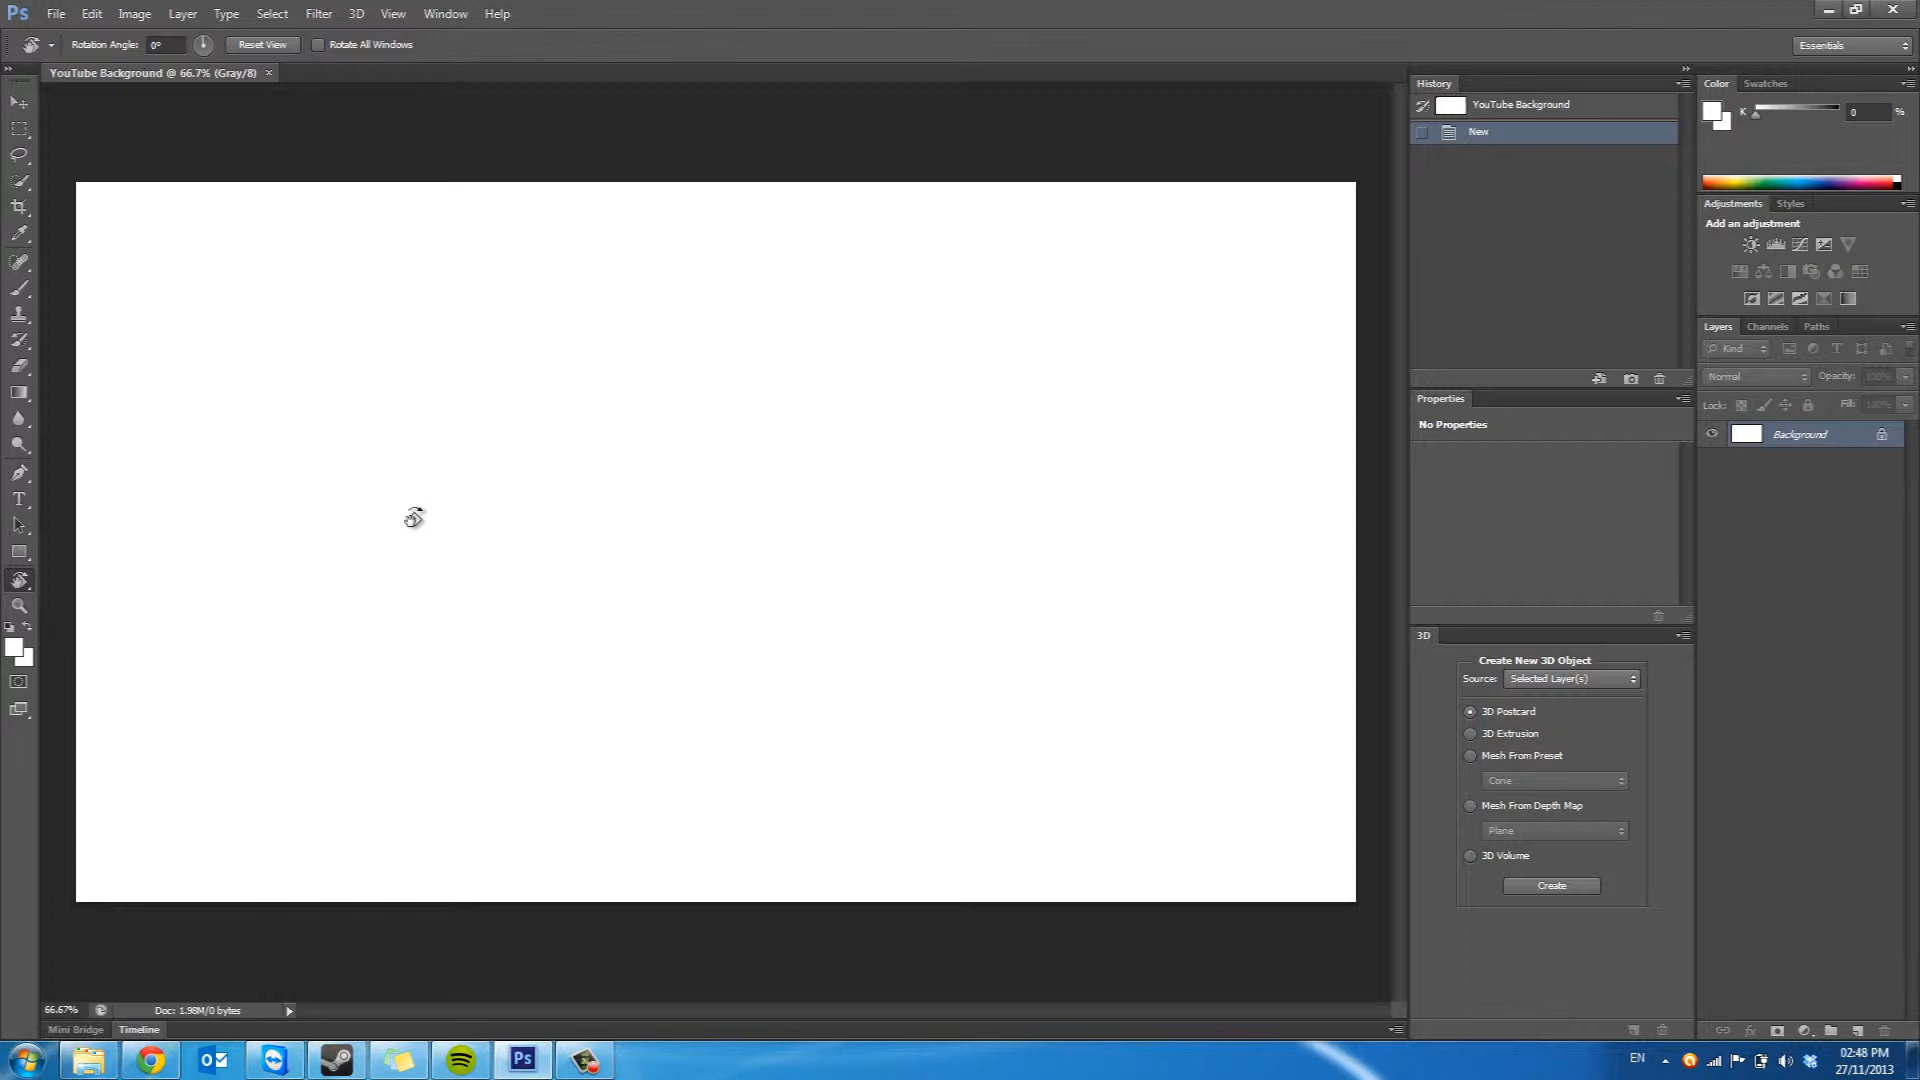 Ps File Edit Image Layer Type Select Filter 3D View Window Help
Rotation Angle: 0° Reset View Rotate All Windows Essentials
YouTube Background @ 66.7% (Gray/8) ×
History
YouTube Background
New
Color Swatches
K 0 %
Adjustments Styles
Add an adjustment
Layers Channels Paths
Kind
Normal Opacity: 100%
Lock: Fill: 100%
Background
Properties
No Properties
3D
Create New 3D Object
Source: Selected Layer(s)
3D Postcard
3D Extrusion
Mesh From Preset
Cone
Mesh From Depth Map
Plane
3D Volume
Create
66.67% Doc: 1.98M/0 bytes
Mini Bridge Timeline
Ps
EN
02:48 PM
27/11/2013